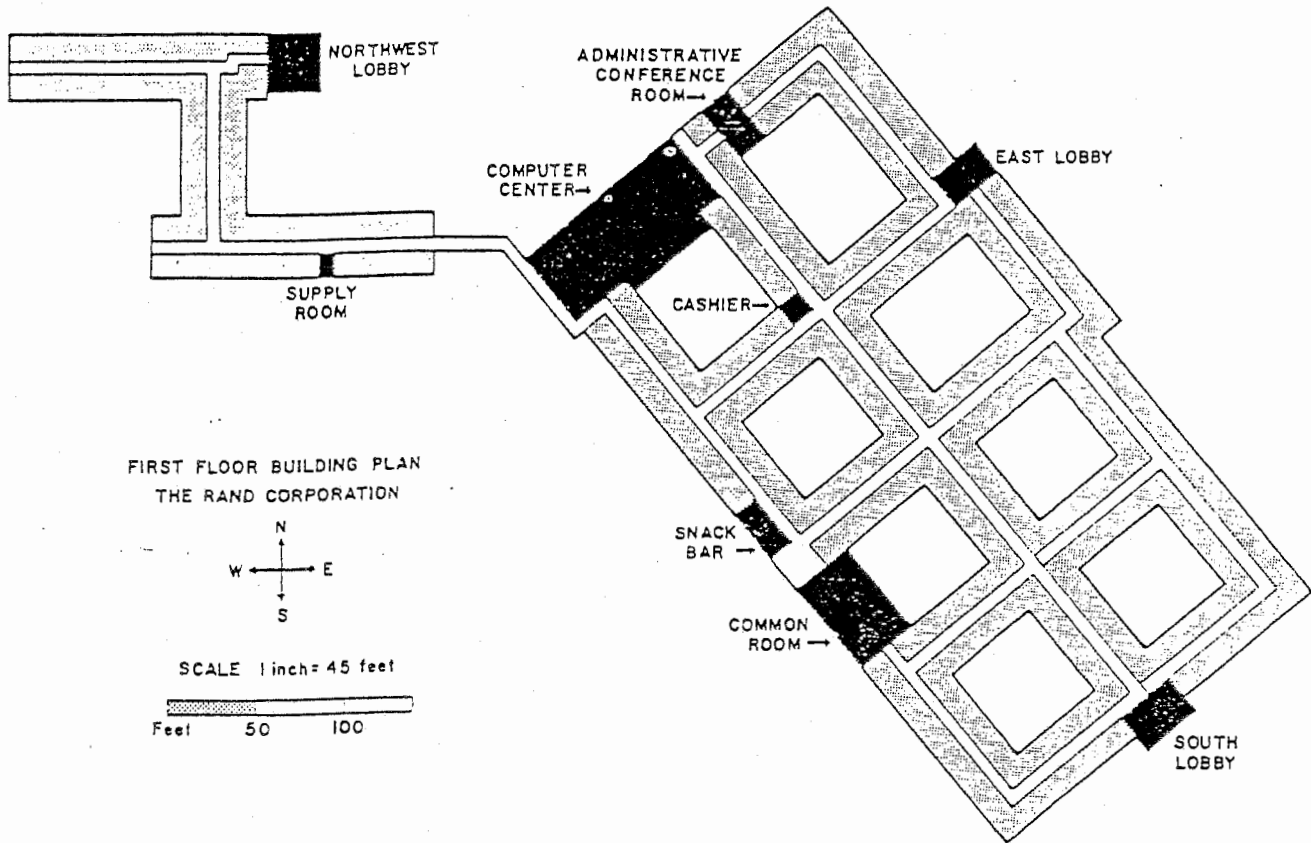 NORTHWEST
LOBBY
ADMINISTRATIVE
CONFERENCE
ROOM
EAST LOBBY
COMPUTER
CENTER
CASHIER
SUPPLY
ROOM
FIRST FLOOR BUILDING PLAN
THE RAND CORPORATION
N
W E
S
SNACK
BAR
COMMON
ROOM
SCALE 1 inch = 45 feet
Feet 50 100
SOUTH
LOBBY